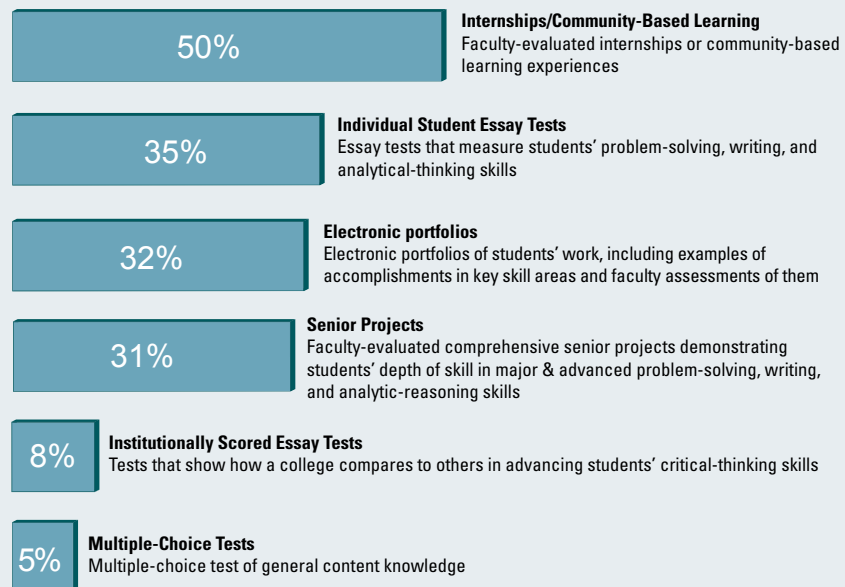 Internships/Community-Based Learning
50%
Faculty-evaluated internships or community-based
learning experiences
Individual Student Essay Tests
35%
Essay tests that measure students’ problem-solving, writing, and
analytical-thinking skills
Electronic portfolios
32%
Electronic portfolios of students’ work, including examples of
accomplishments in key skill areas and faculty assessments of them
Senior Projects
31%
Faculty-evaluated comprehensive senior projects demonstrating
students’ depth of skill in major & advanced problem-solving, writing,
and analytic-reasoning skills
Institutionally Scored Essay Tests
8%
Tests that show how a college compares to others in advancing students’ critical-thinking skills
Multiple-Choice Tests
5%
Multiple-choice test of general content knowledge